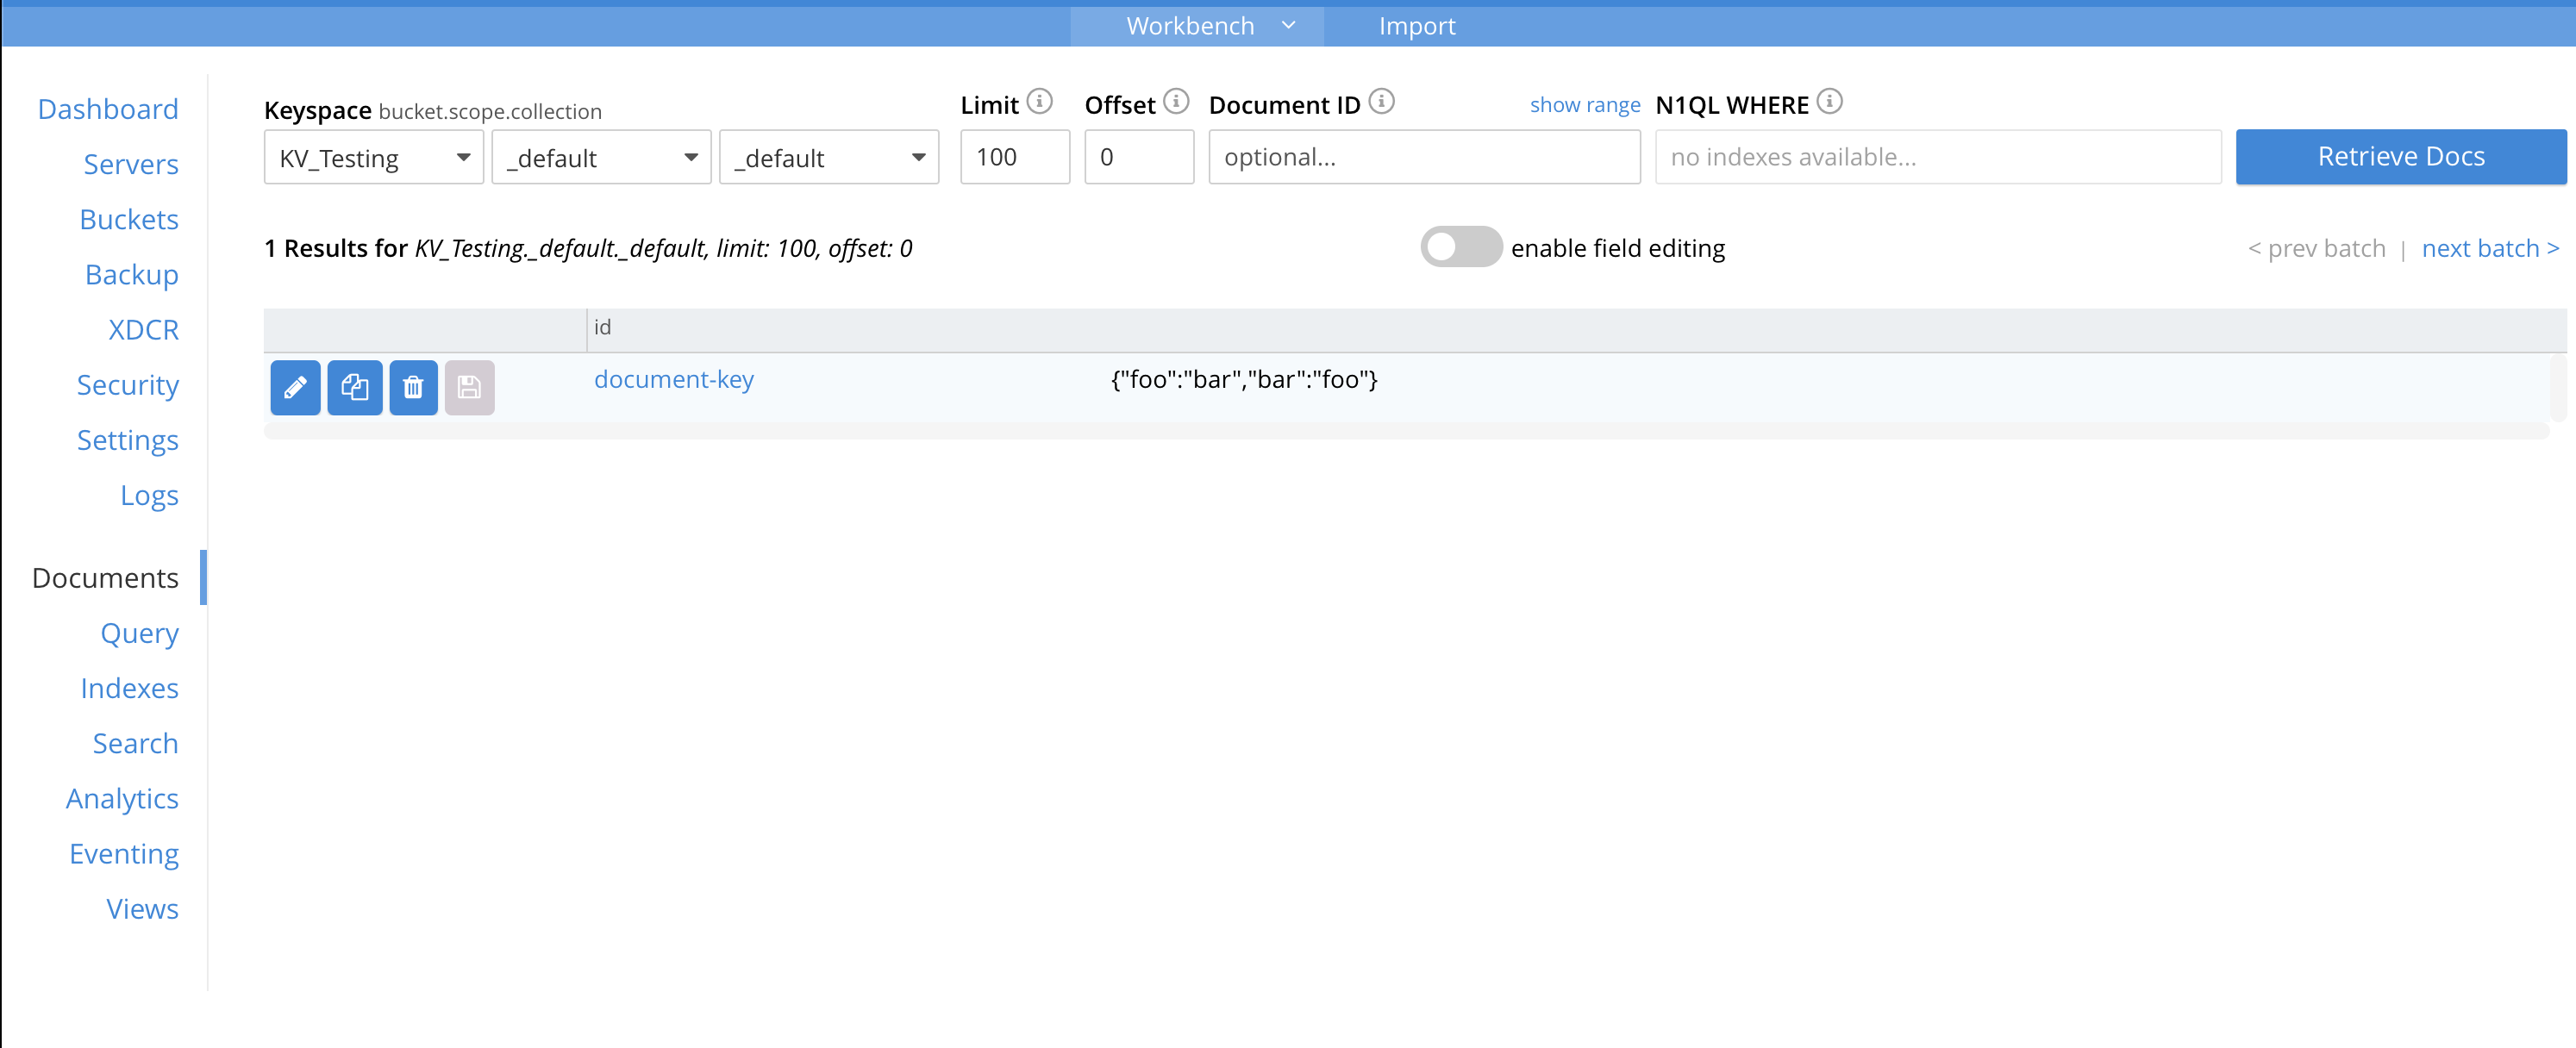 Workbench Import
Dashboard
Servers
Buckets
Backup
XDCR
Security
Settings
Logs
Documents
Query
Indexes
Search
Analytics
Eventing
Views
Keyspace bucket.scope.collection
KV_Testing _default _default
Limit
100
Offset
0
Document ID show range
optional...
N1QL WHERE
no indexes available...
Retrieve Docs
1 Results for KV_Testing._default._default, limit: 100, offset: 0
enable field editing
< prev batch | next batch >
id
document-key {"foo":"bar","bar":"foo"}